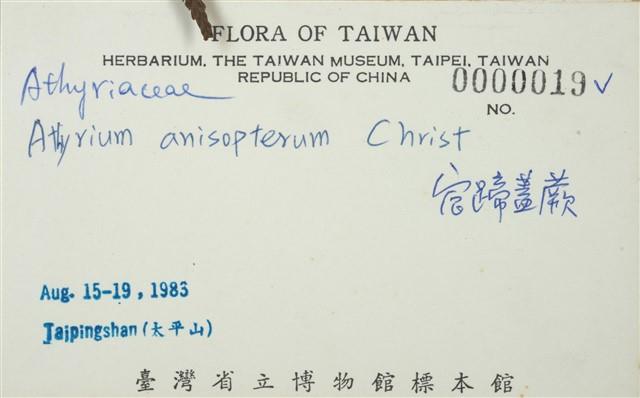 FLORA OF TAIWAN
HERBARIUM, THE TAIWAN MUSEUM, TAIPEI, TAIWAN
REPUBLIC OF CHINA
0000019✓
NO.
Athyriaceae
Athyrium anisopterum Christ
宿蹄蓋蕨
Aug. 15-19, 1983
Taipingshan(太平山)
臺灣省立博物館標本館